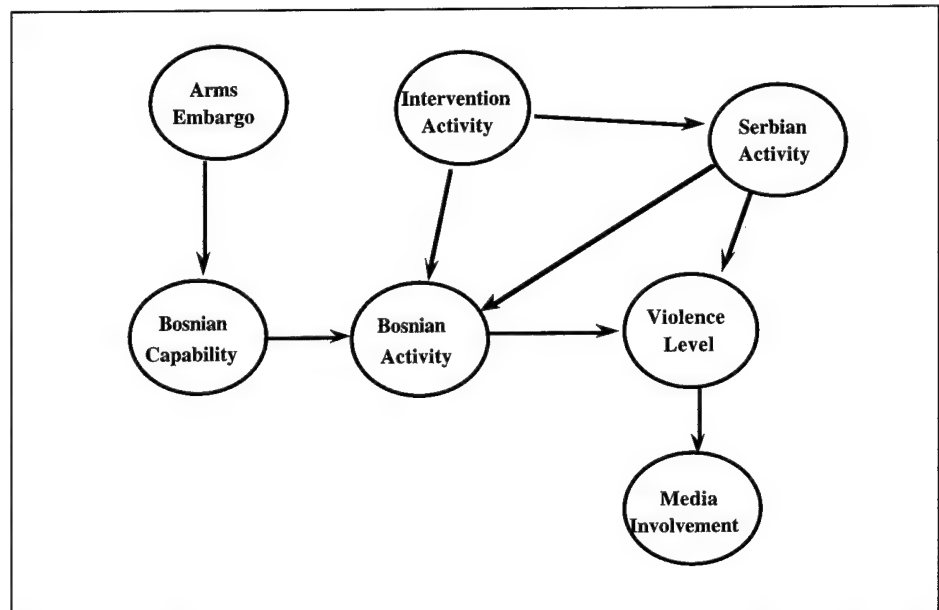 Arms
Embargo
Intervention
Activity
Serbian
Activity
Bosnian
Capability
Bosnian
Activity
Violence
Level
Media
Involvement